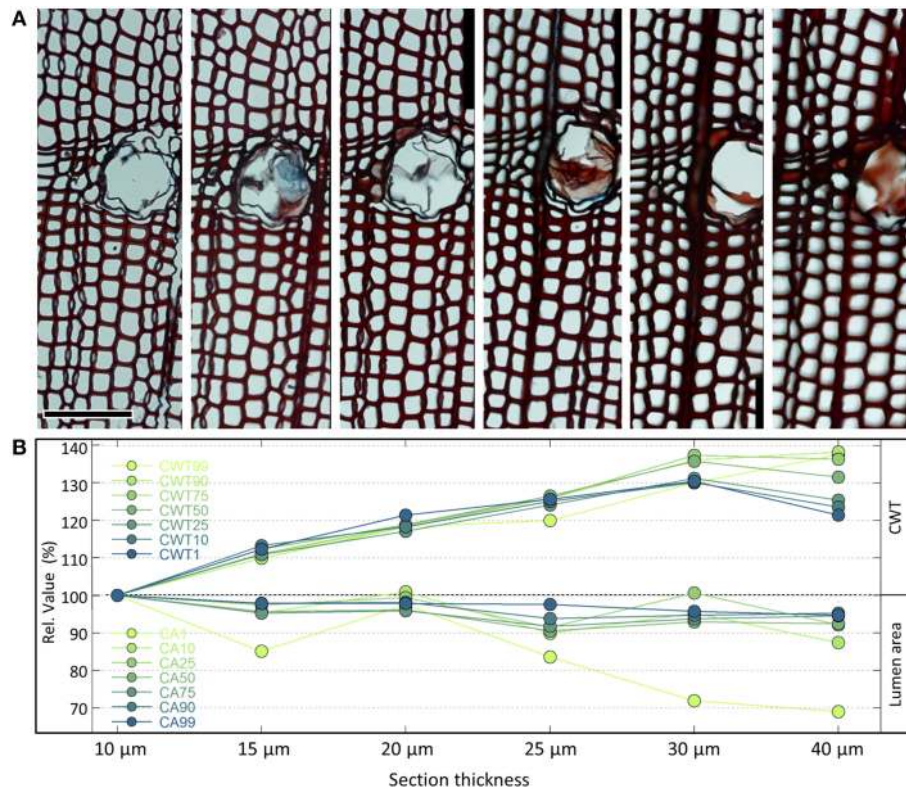 A
B
140
130
120
110
100
90
80
70
Rel. Value (%)
CWT99
CWT90
CWT75
CWT50
CWT25
CWT10
CWT1
CWT
CA1
CA10
CA25
CA50
CA75
CA90
CA99
Lumen area
10 µm 15 µm 20 µm 25 µm 30 µm 40 µm
Section thickness